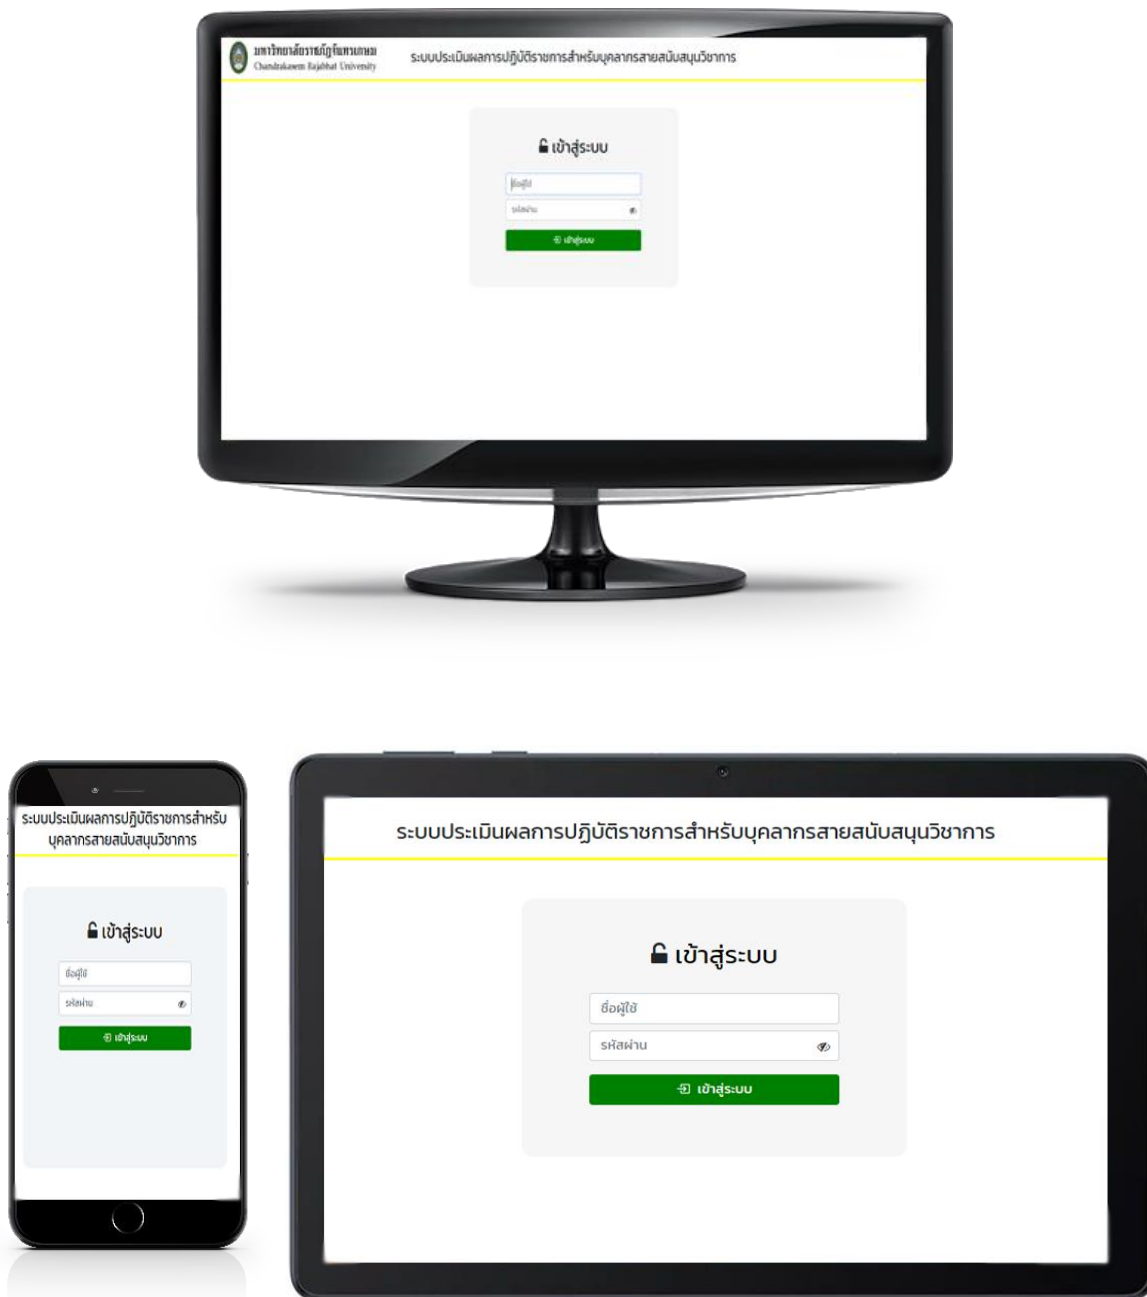 มหาวิทยาลัยราชภัฏจันทรเกษม
Chandrakasem Rajabhat University
ระบบประเมินผลการปฏิบัติราชการสำหรับบุคลากรสายสนับสนุนวิชาการ
เข้าสู่ระบบ
ชื่อผู้ใช้
รหัสผ่าน
เข้าสู่ระบบ
ระบบประเมินผลการปฏิบัติราชการสำหรับ
บุคลากรสายสนับสนุนวิชาการ
เข้าสู่ระบบ
ชื่อผู้ใช้
รหัสผ่าน
เข้าสู่ระบบ
ระบบประเมินผลการปฏิบัติราชการสำหรับบุคลากรสายสนับสนุนวิชาการ
เข้าสู่ระบบ
ชื่อผู้ใช้
รหัสผ่าน
เข้าสู่ระบบ